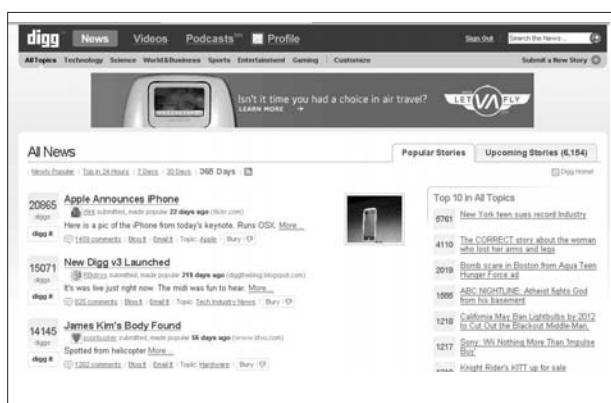 digg News Videos Podcasts Profile Sign Out Search the News...
All Topics Technology Science World&Business Sports Entertainment Gaming Customize Submit a New Story
Isn't it time you had a choice in air travel?
LEARN MORE →
LET VA FLY
All News Popular Stories Upcoming Stories (6,154)
Newly Popular Top in 24 Hours 7 Days 30 Days 365 Days Digg Home!
20865 diggs digg it
Apple Announces iPhone
submitted, made popular 22 days ago (flickr.com)
Here is a pic of the iPhone from today's keynote. Runs OSX. More...
comments Blog It Email It Topic: Apple Bury
15071 diggs digg it
New Digg v3 Launched
submitted, made popular 219 days ago
It's was live just right now. The midi was fun to hear. More...
comments Blog It Email It Topic: Tech Industry News Bury
14145 digg it
James Kim's Body Found
submitted, made popular 56 days ago
Spotted from helicopter More...
1202 comments Blog It Email It Topic: Hardware Bury
Top 10 in All Topics
New York teen sues record Industry
4110 The CORRECT story about the woman
who lost her arms and legs
2019 Bomb scare in Boston from Aqua Teen
Hunger Force ad
ABC NIGHTLINE: Atheist fights God
from his basement
1218 California May Ban Lightbulbs by 2012
to Cut Out the Blackout Middle-Man.
1217 Sony: Wii Nothing More Than 'Impulse
Buy'
Knight Rider's KITT up for sale